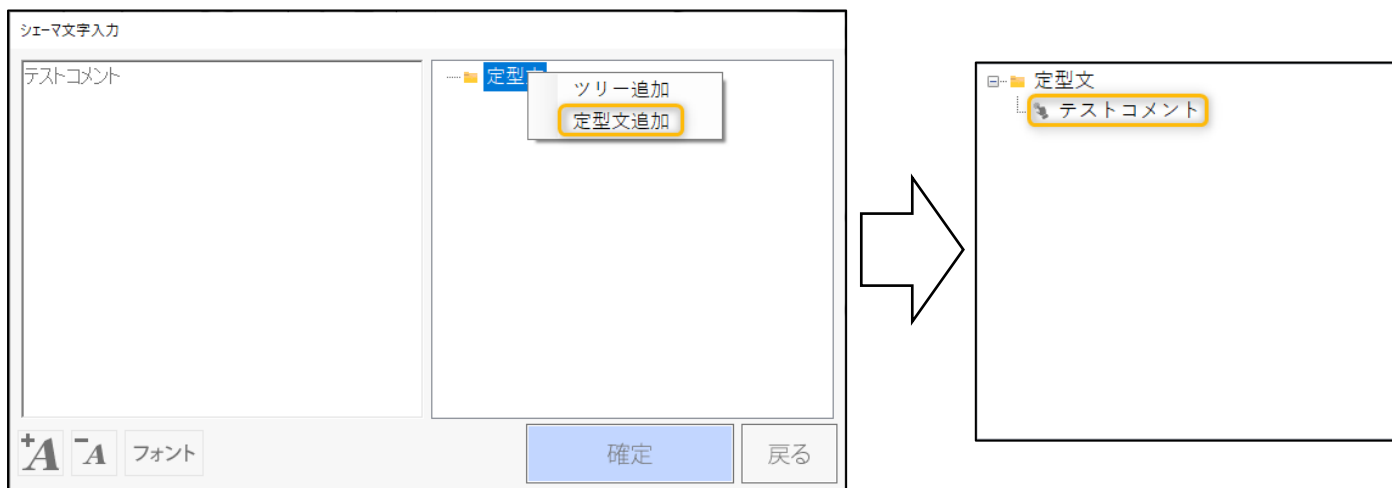 シェーマ文字入力
テストコメント
定型文
ツリー追加
定型文追加
+A -A フォント
確定 戻る
定型文
テストコメント